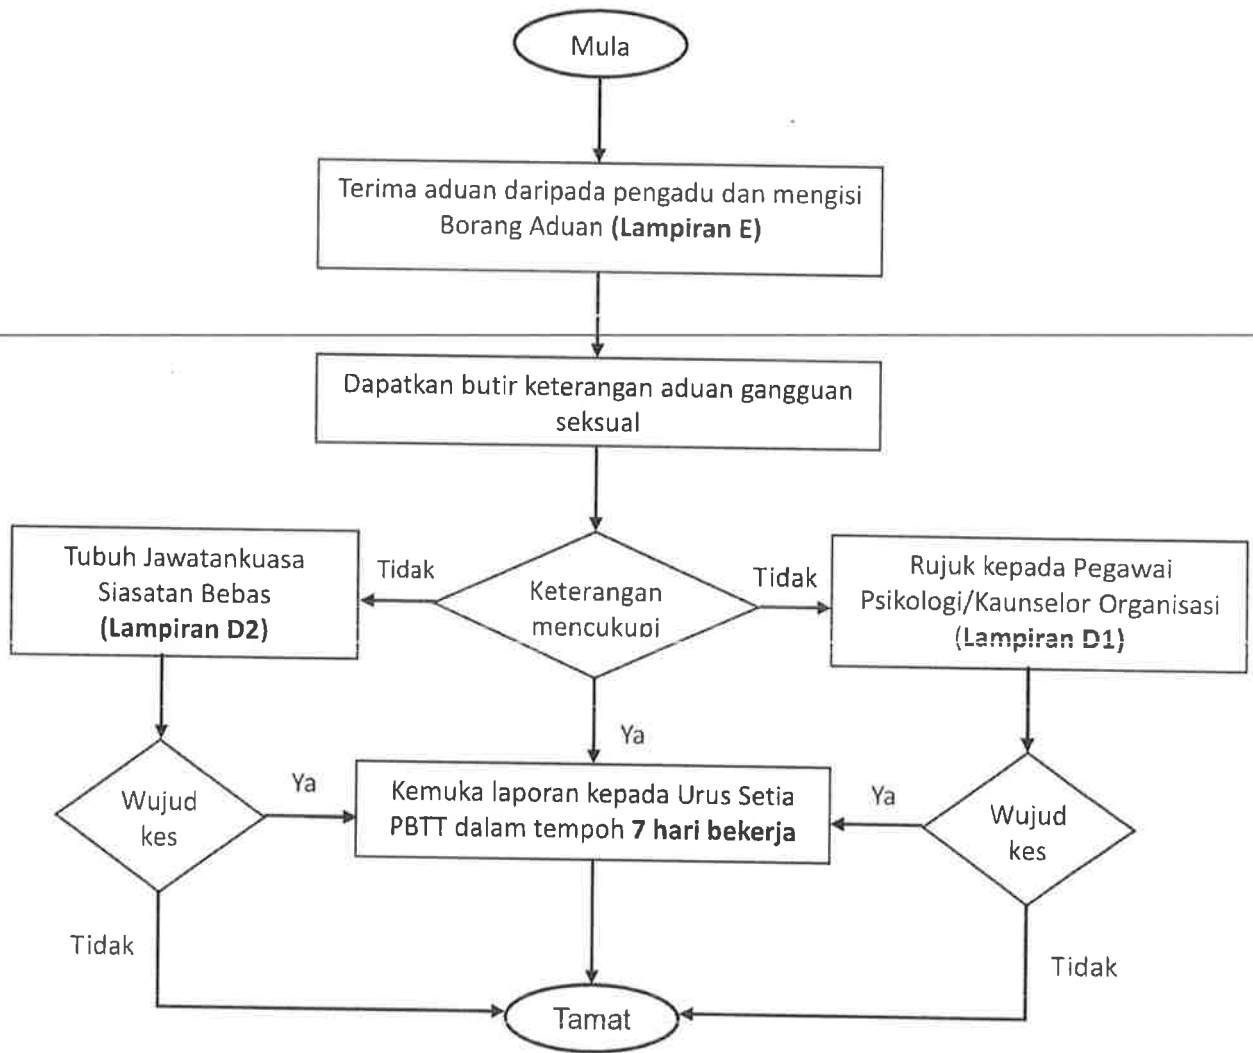 Mula
Terima aduan daripada pengadu dan mengisi
Borang Aduan (Lampiran E)
Dapatkan butir keterangan aduan gangguan
seksual
Tubuh Jawatankuasa
Siasatan Bebas
(Lampiran D2)
Tidak
Keterangan
mencukupi
Tidak
Rujuk kepada Pegawai
Psikologi/Kaunselor Organisasi
(Lampiran D1)
Ya
Wujud
kes
Ya
Kemuka laporan kepada Urus Setia
PBTT dalam tempoh 7 hari bekerja
Ya
Wujud
kes
Tidak
Tidak
Tamat